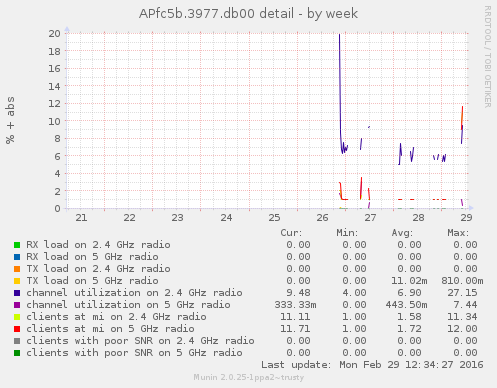 APfc5b.3977.db00 detail - by week
RRDTOOL / TOBI OETIKER
% + abs
20
18
16
14
12
10
8
6
4
2
0
21 22 23 24 25 26 27 28 29
Cur: Min: Avg: Max:
RX load on 2.4 GHz radio 0.00 0.00 0.00 0.00
RX load on 5 GHz radio 0.00 0.00 0.00 0.00
TX load on 2.4 GHz radio 0.00 0.00 0.00 0.00
TX load on 5 GHz radio 0.00 0.00 11.02m 810.00m
channel utilization on 2.4 GHz radio 9.48 4.00 6.90 27.15
channel utilization on 5 GHz radio 333.33m 0.00 443.50m 7.44
clients at mi on 2.4 GHz radio 11.11 1.00 1.58 11.34
clients at mi on 5 GHz radio 11.71 1.00 1.72 12.00
clients with poor SNR on 2.4 GHz radio 0.00 0.00 0.00 0.00
clients with poor SNR on 5 GHz radio 0.00 0.00 0.00 0.00
Last update: Mon Feb 29 12:34:27 2016
Munin 2.0.25-1ppa2~trusty